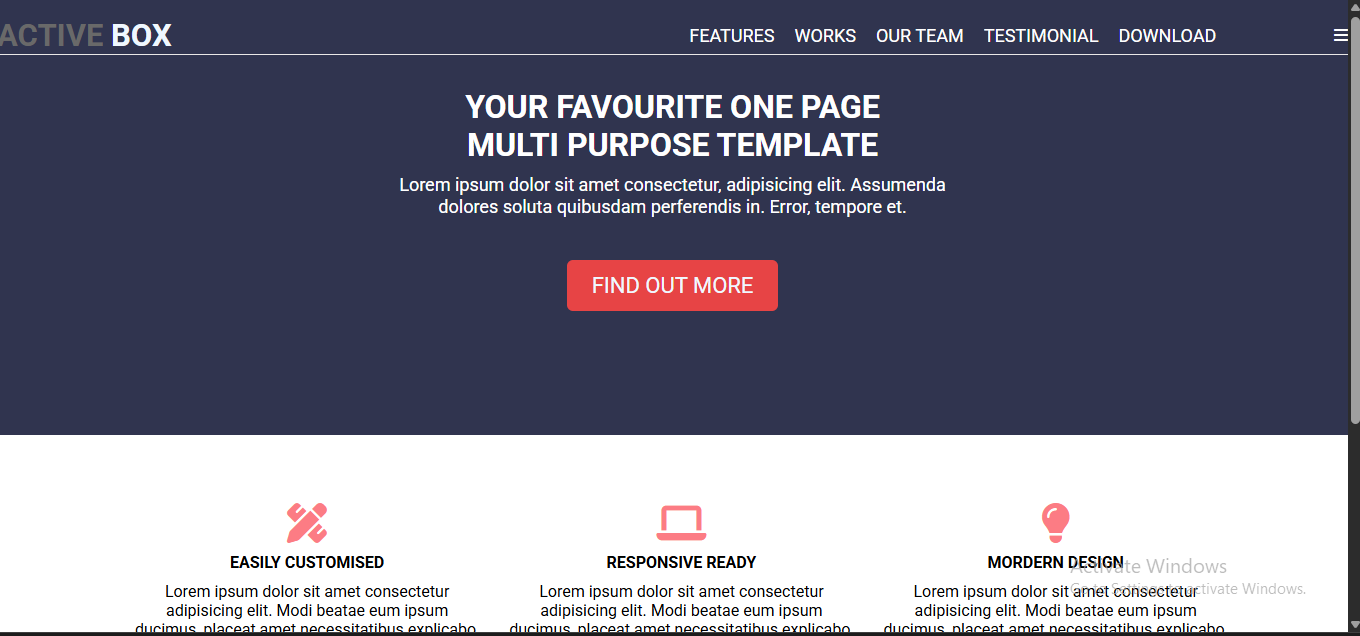 ACTIVE BOX
FEATURES WORKS OUR TEAM TESTIMONIAL DOWNLOAD
YOUR FAVOURITE ONE PAGE
MULTI PURPOSE TEMPLATE
Lorem ipsum dolor sit amet consectetur, adipisicing elit. Assumenda
dolores soluta quibusdam perferendis in. Error, tempore et.
FIND OUT MORE
EASILY CUSTOMISED
Lorem ipsum dolor sit amet consectetur
adipisicing elit. Modi beatae eum ipsum
ducimus, placeat amet necessitatibus explicabo
RESPONSIVE READY
Lorem ipsum dolor sit amet consectetur
adipisicing elit. Modi beatae eum ipsum
ducimus, placeat amet necessitatibus explicabo
MORDERN DESIGN
Lorem ipsum dolor sit amet consectetur
adipisicing elit. Modi beatae eum ipsum
ducimus, placeat amet necessitatibus explicabo
Activate Windows
Go to Settings to activate Windows.